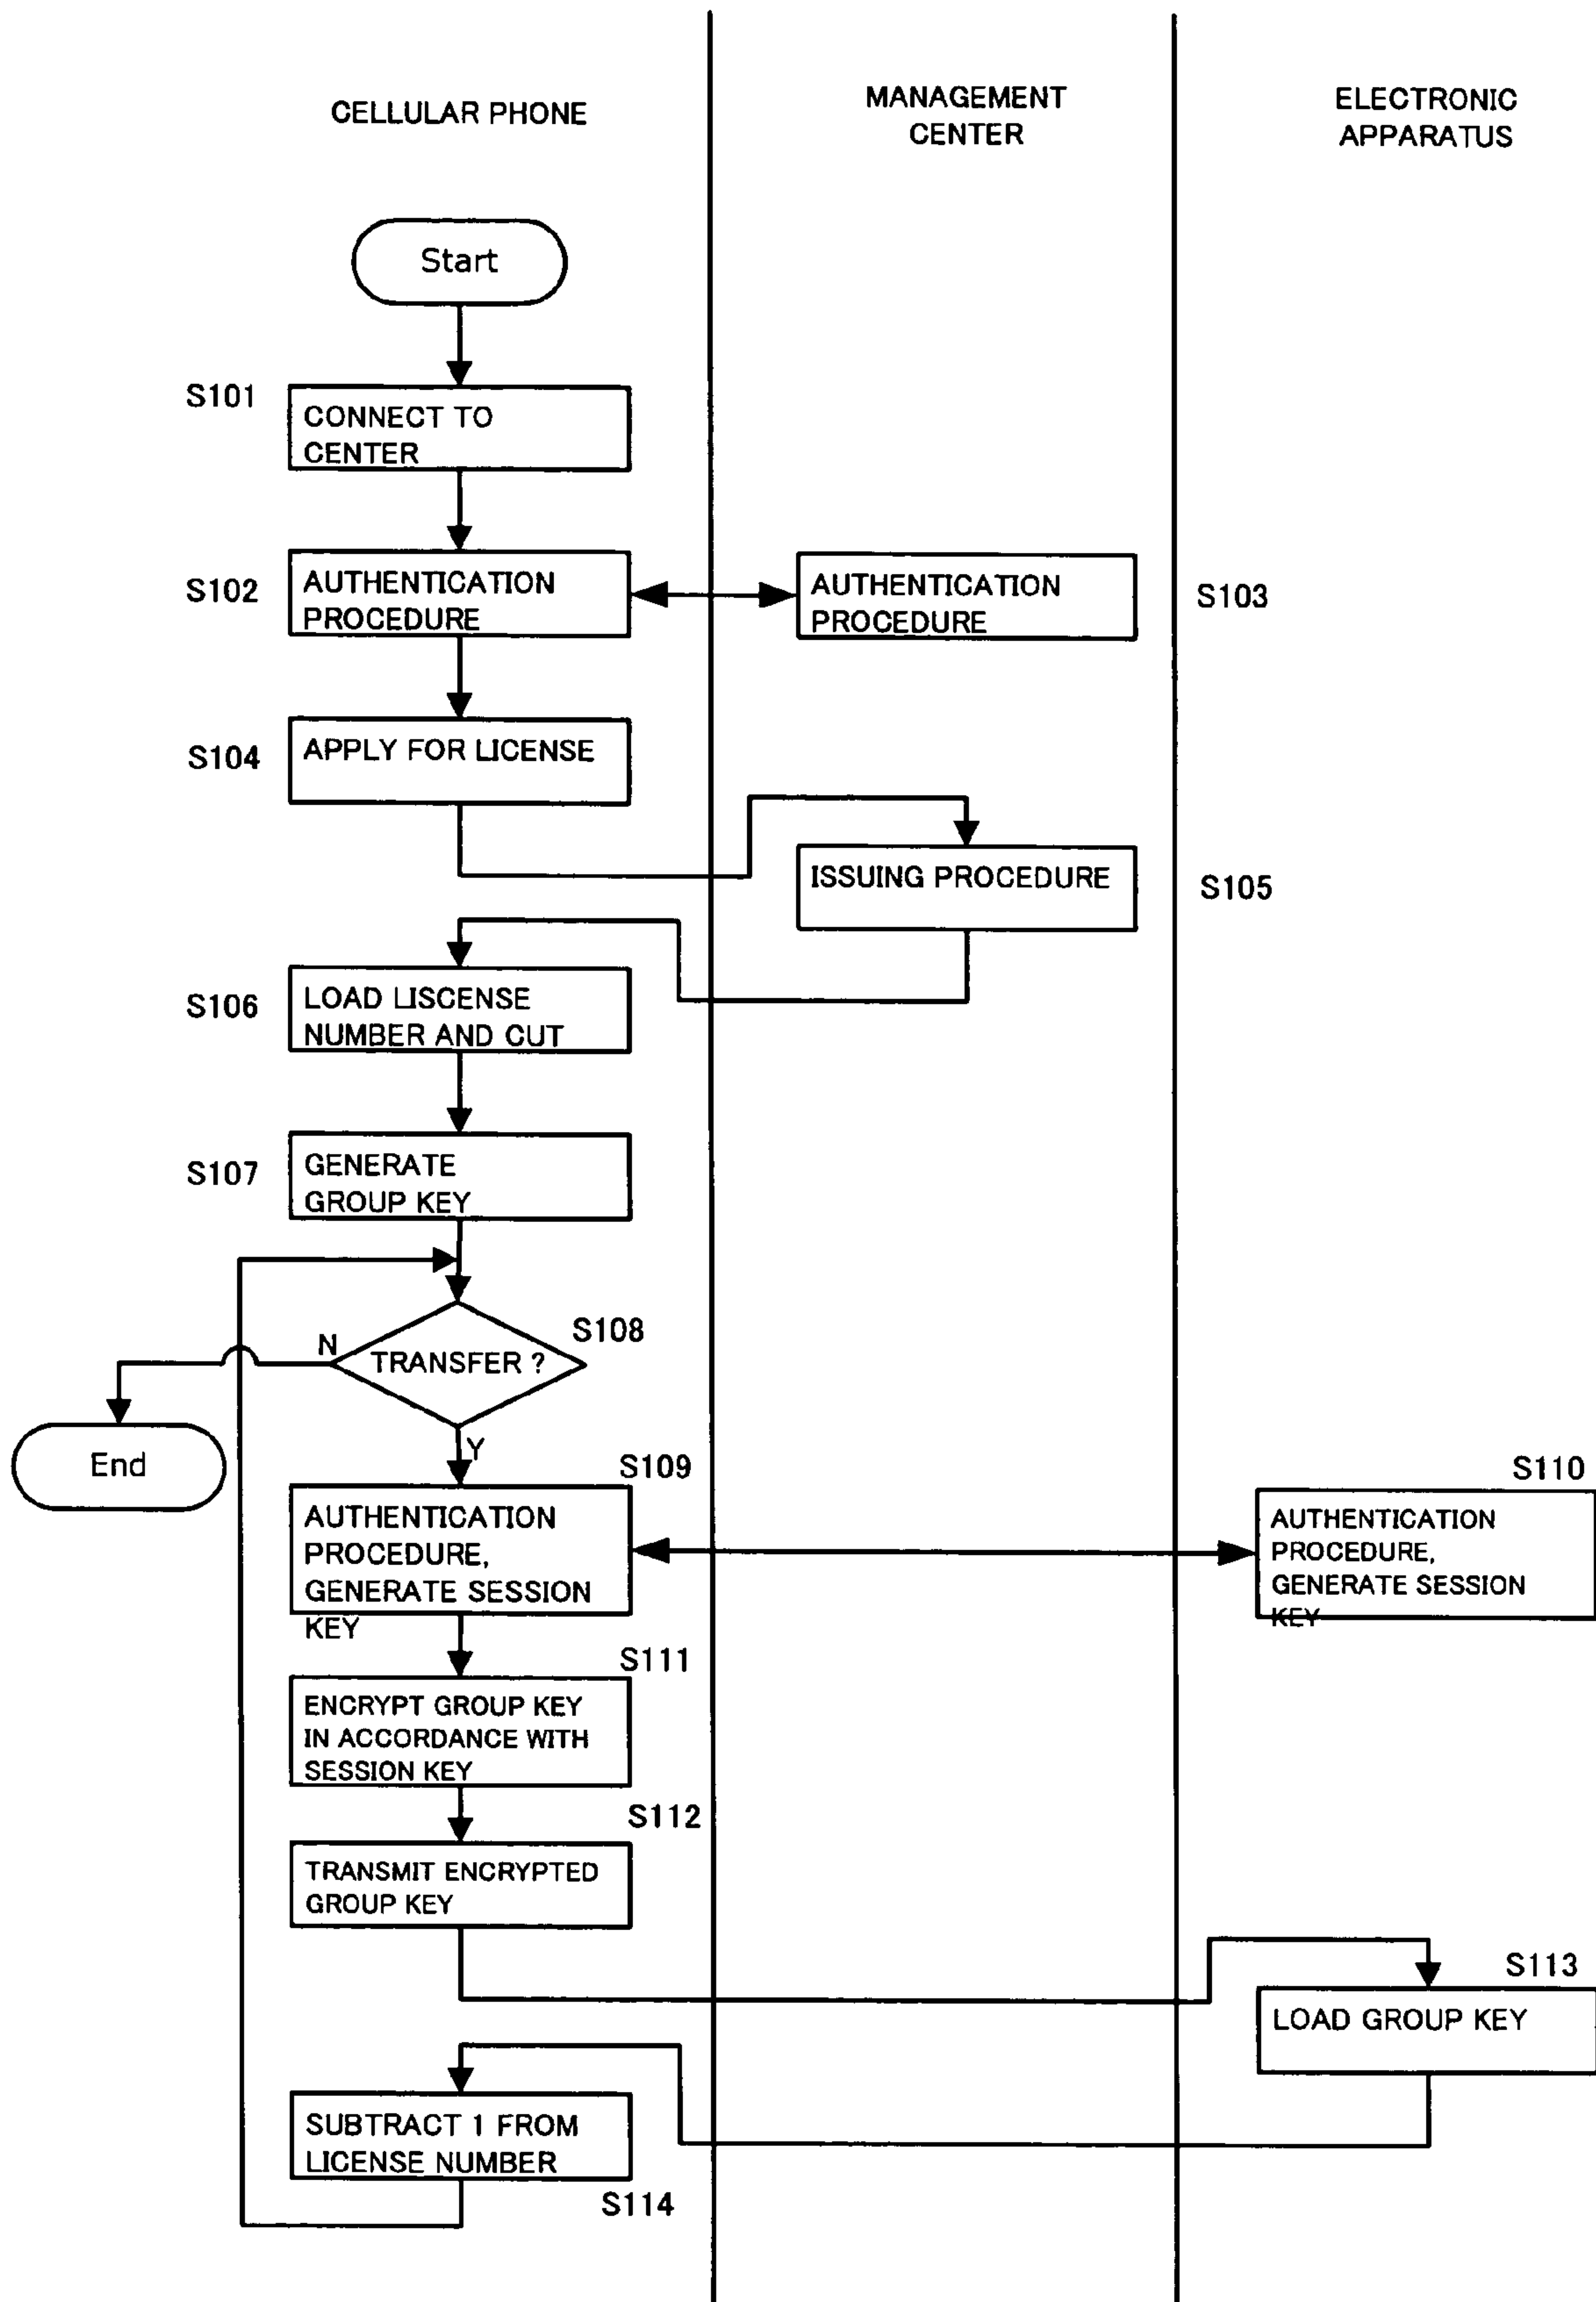 CELLULAR PHONE
MANAGEMENT
CENTER
ELECTRONIC
APPARATUS
Start
S101
CONNECT TO
CENTER
S102
AUTHENTICATION
PROCEDURE
AUTHENTICATION
PROCEDURE
S103
S104
APPLY FOR LICENSE
ISSUING PROCEDURE
S105
S106
LOAD LISCENSE
NUMBER AND CUT
S107
GENERATE
GROUP KEY
N
S108
TRANSFER ?
Y
End
S109
AUTHENTICATION
PROCEDURE,
GENERATE SESSION
KEY
S110
AUTHENTICATION
PROCEDURE,
GENERATE SESSION
KEY
S111
ENCRYPT GROUP KEY
IN ACCORDANCE WITH
SESSION KEY
S112
TRANSMIT ENCRYPTED
GROUP KEY
S113
LOAD GROUP KEY
SUBTRACT 1 FROM
LICENSE NUMBER
S114